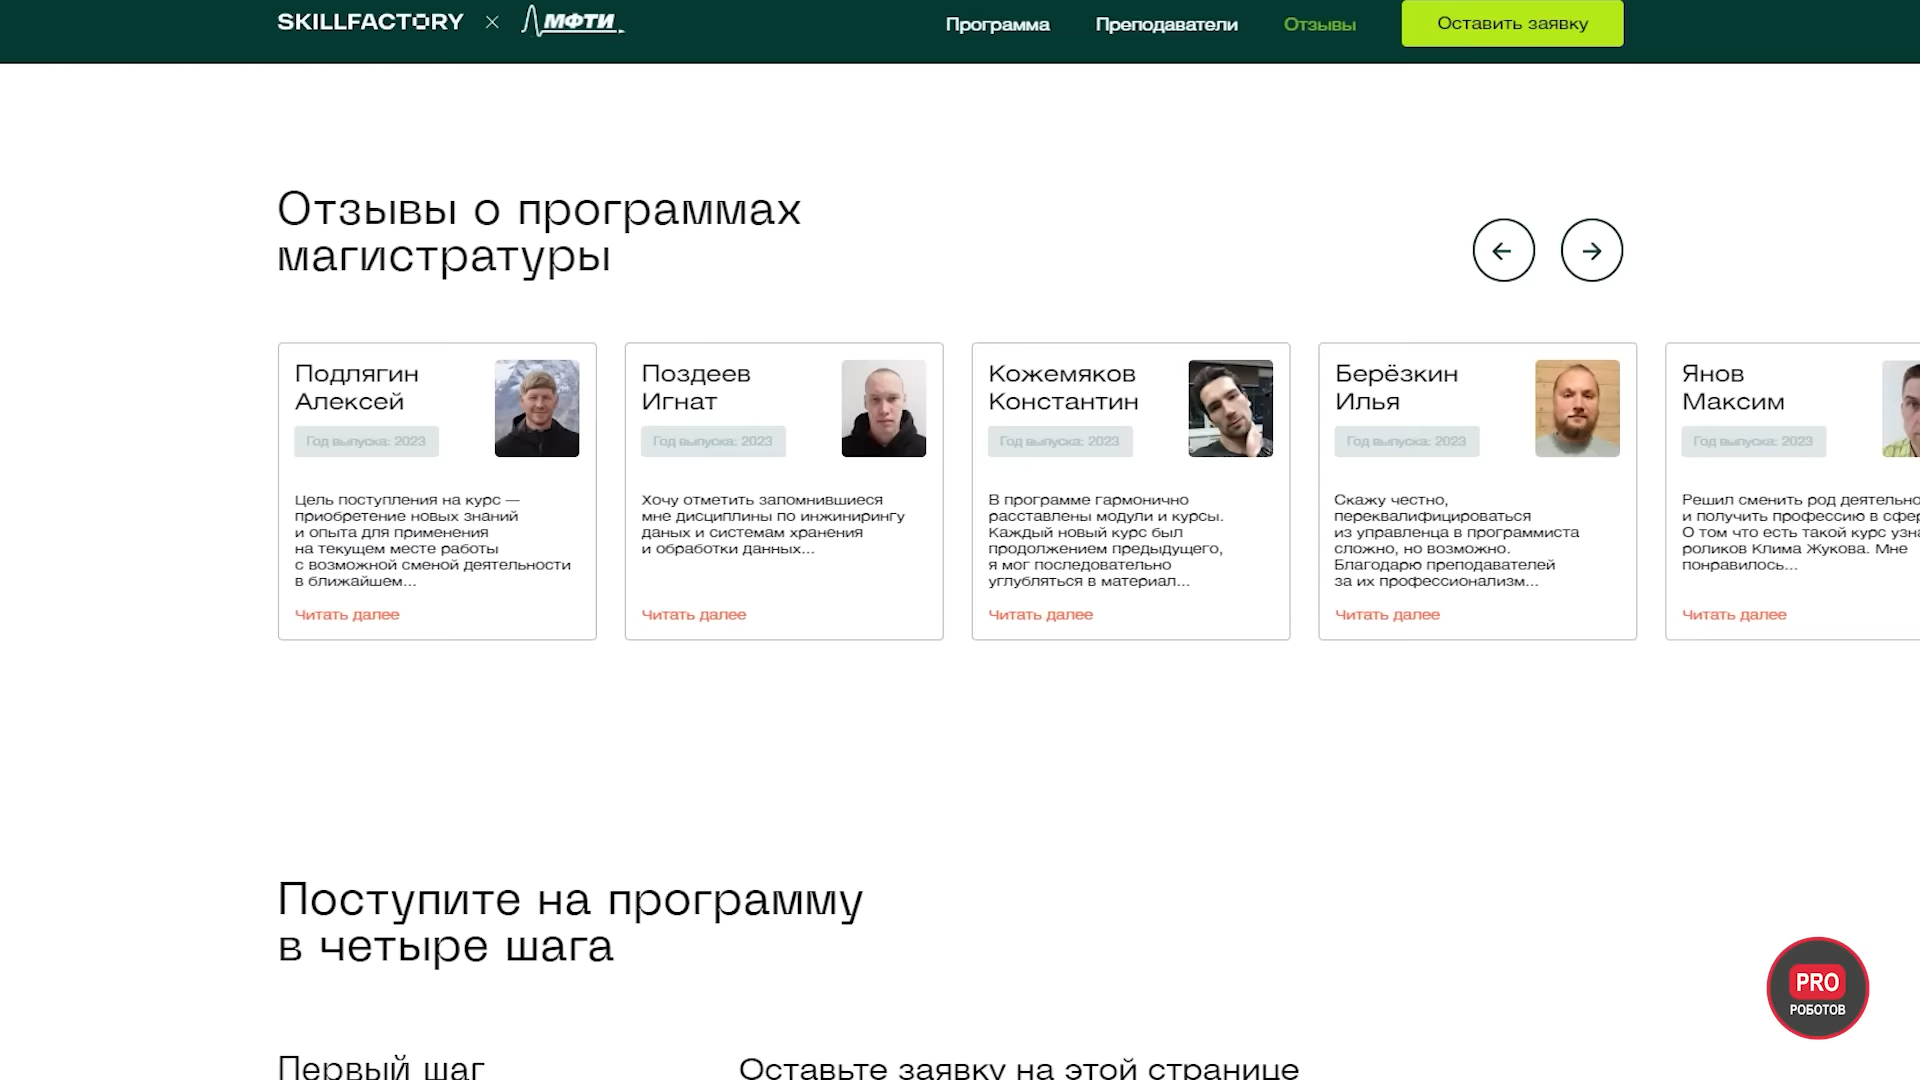 SKILLFACTORY × МФТИ
Программа
Преподаватели
Отзывы
Оставить заявку
Отзывы о программах
магистратуры
Подлягин
Алексей
Год выпуска: 2023
Цель поступления на курс —
приобретение новых знаний
и опыта для применения
на текущем месте работы
с возможной сменой деятельности
в ближайшем...
Читать далее
Поздеев
Игнат
Год выпуска: 2023
Хочу отметить запомнившиеся
мне дисциплины по инжинирингу
даных и системам хранения
и обработки данных...
Читать далее
Кожемяков
Константин
Год выпуска: 2023
В программе гармонично
расставлены модули и курсы.
Каждый новый курс был
продолжением предыдущего,
я мог последовательно
углубляться в материал...
Читать далее
Берёзкин
Илья
Год выпуска: 2023
Скажу честно,
переквалифицироваться
из управленца в программиста
сложно, но возможно.
Благодарю преподавателей
за их профессионализм...
Читать далее
Янов
Максим
Год выпуска: 2023
Решил сменить род
и получить профессию в
О том что есть такой курс
роликов Клима Жукова. Мне
понравилось...
Читать далее
Поступите на программу
в четыре шага
Первый шаг
Оставьте заявку на этой странице
PRO
РОБОТОВ